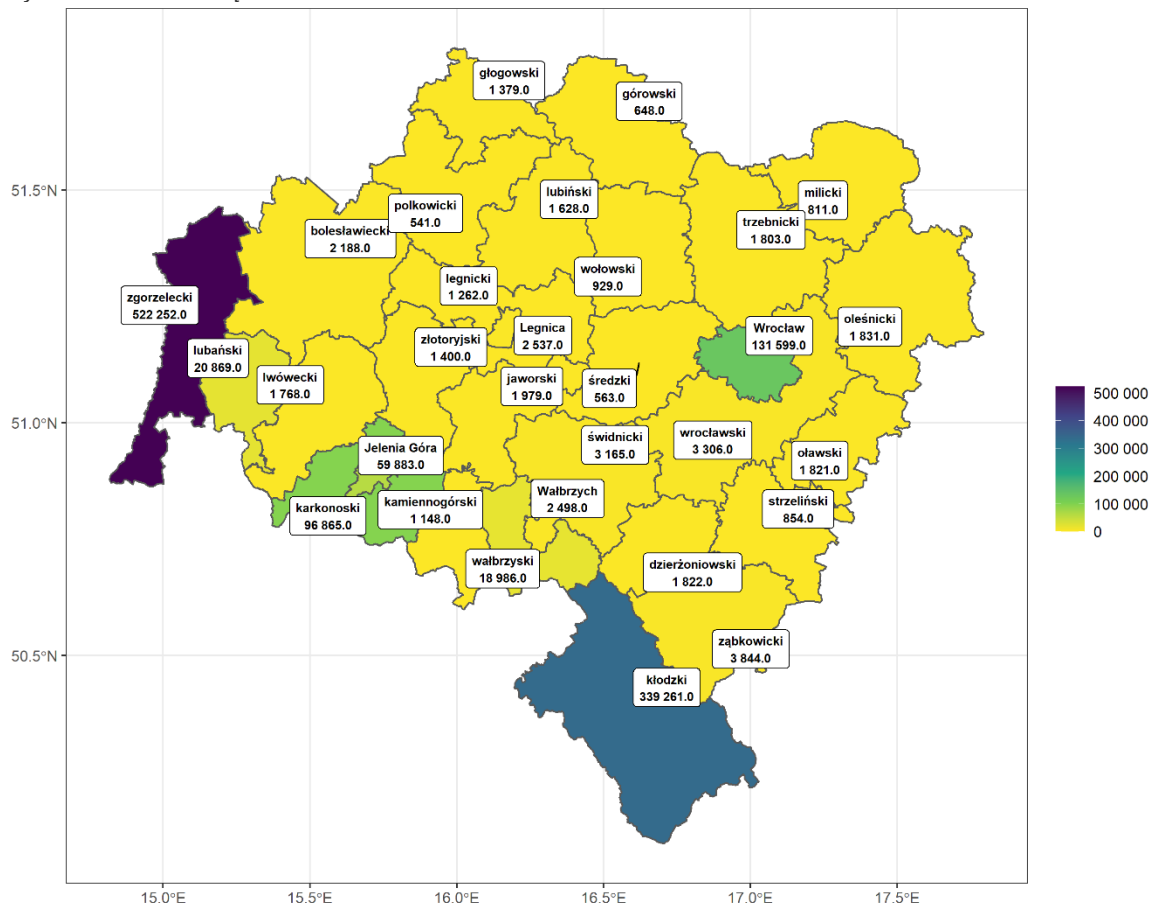 głogowski
1 379.0
górowski
648.0
51.5°N
polkowicki
541.0
lubiński
1 628.0
milicki
811.0
trzebnicki
1 803.0
bolesławiecki
2 188.0
legnicki
1 262.0
wołowski
929.0
zgorzelecki
522 252.0
złotoryjski
1 400.0
Legnica
2 537.0
Wrocław
131 599.0
oleśnicki
1 831.0
lubański
20 869.0
lwówecki
1 768.0
jaworski
1 979.0
średzki
563.0
51.0°N
Jelenia Góra
59 883.0
świdnicki
3 165.0
wrocławski
3 306.0
oławski
1 821.0
karkonoski
96 865.0
kamiennogórski
1 148.0
Wałbrzych
2 498.0
strzeliński
854.0
wałbrzyski
18 986.0
dzierżoniowski
1 822.0
50.5°N
ząbkowicki
3 844.0
kłodzki
339 261.0
15.0°E
15.5°E
16.0°E
16.5°E
17.0°E
17.5°E
500 000
400 000
300 000
200 000
100 000
0